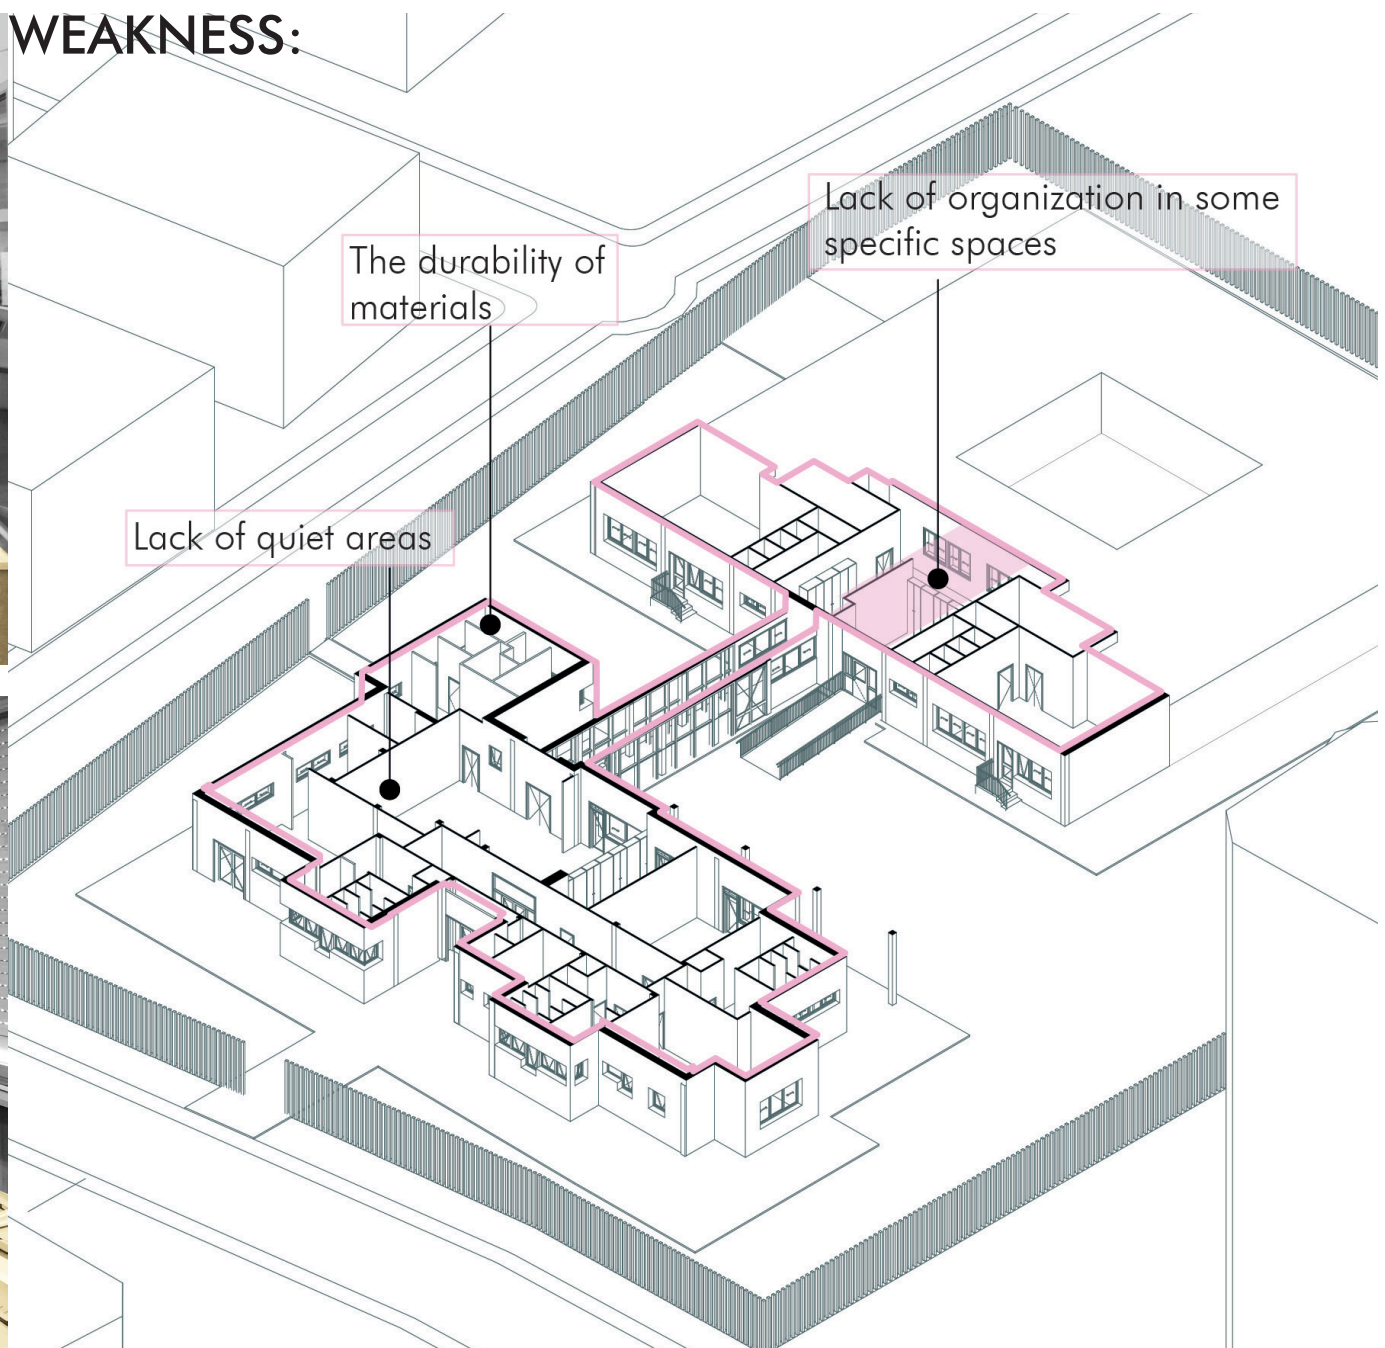 WEAKNESS:
Lack of organization in some
specific spaces
The durability of
materials
Lack of quiet areas